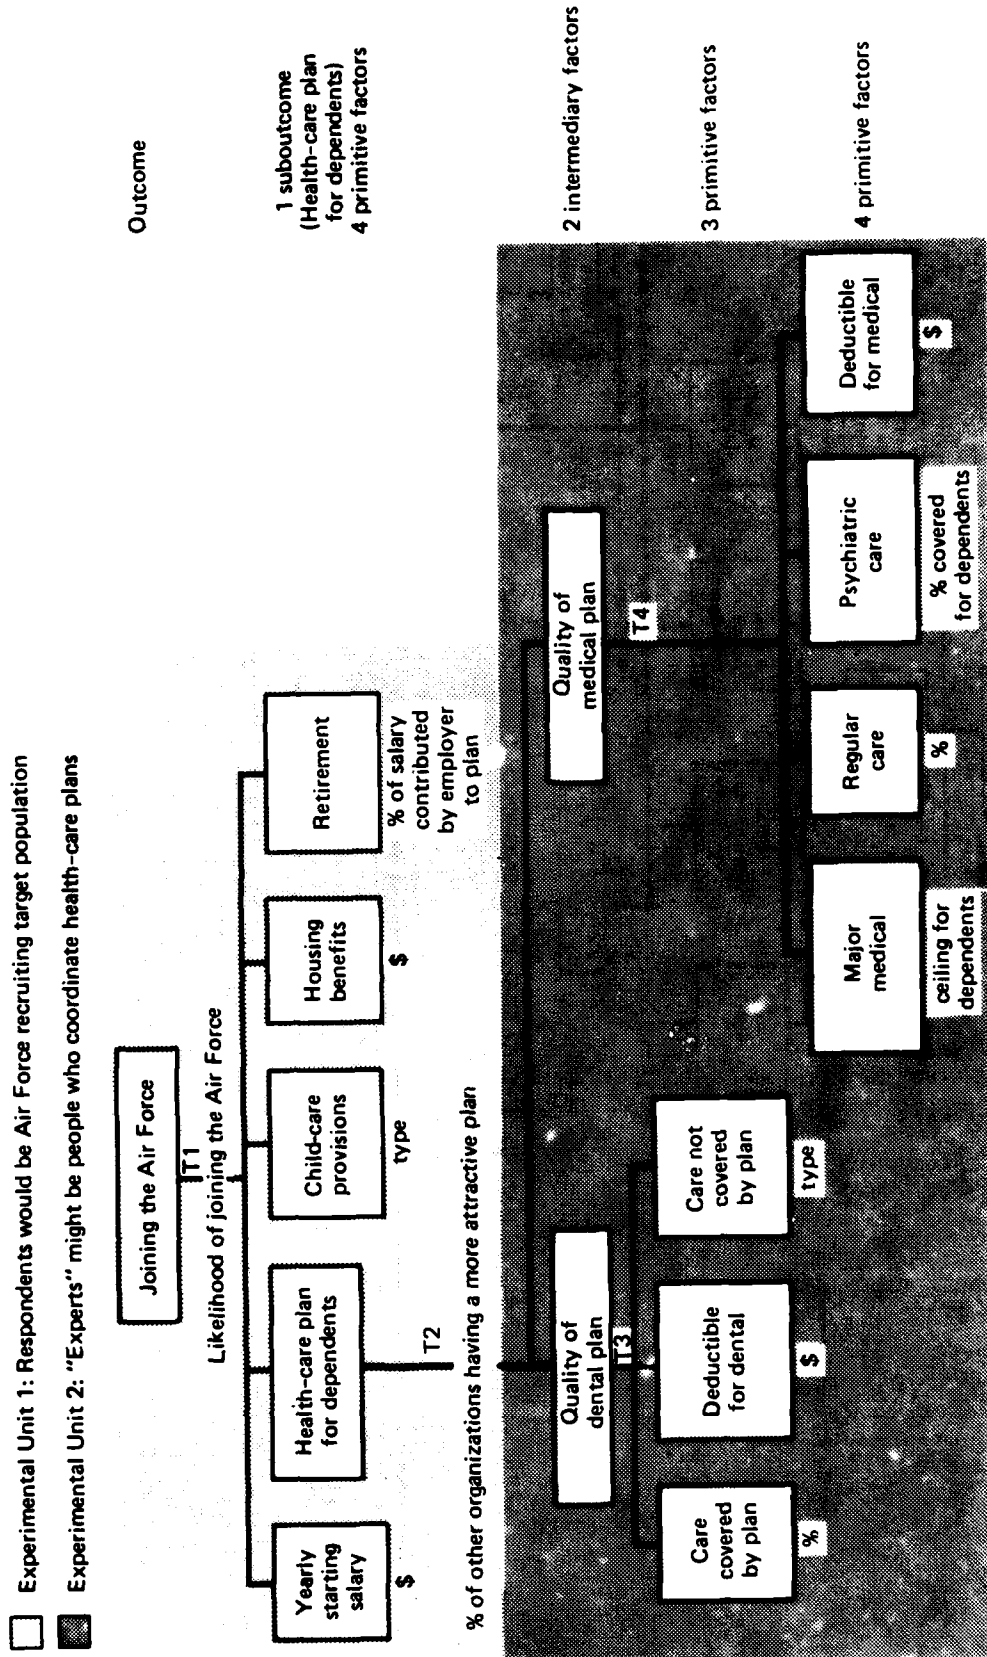 Experimental Unit 1: Respondents would be Air Force recruiting target population
Experimental Unit 2: "Experts" might be people who coordinate health-care plans
Outcome
Joining the Air Force
T1
Likelihood of joining the Air Force
1 suboutcome
(Health-care plan
for dependents)
4 primitive factors
Yearly
starting
salary
$
Health-care plan
for dependents
Child-care
provisions
type
Housing
benefits
$
Retirement
% of salary
contributed
by employer
to plan
T2
% of other organizations having a more attractive plan
2 intermediary factors
Quality of
dental plan
T3
Quality of
medical plan
T4
3 primitive factors
Care
covered
by plan
%
Deductible
for dental
$
Care not
covered
by plan
type
4 primitive factors
Major
medical
ceiling for
dependents
Regular
care
%
Psychiatric
care
% covered
for dependents
Deductible
for medical
$